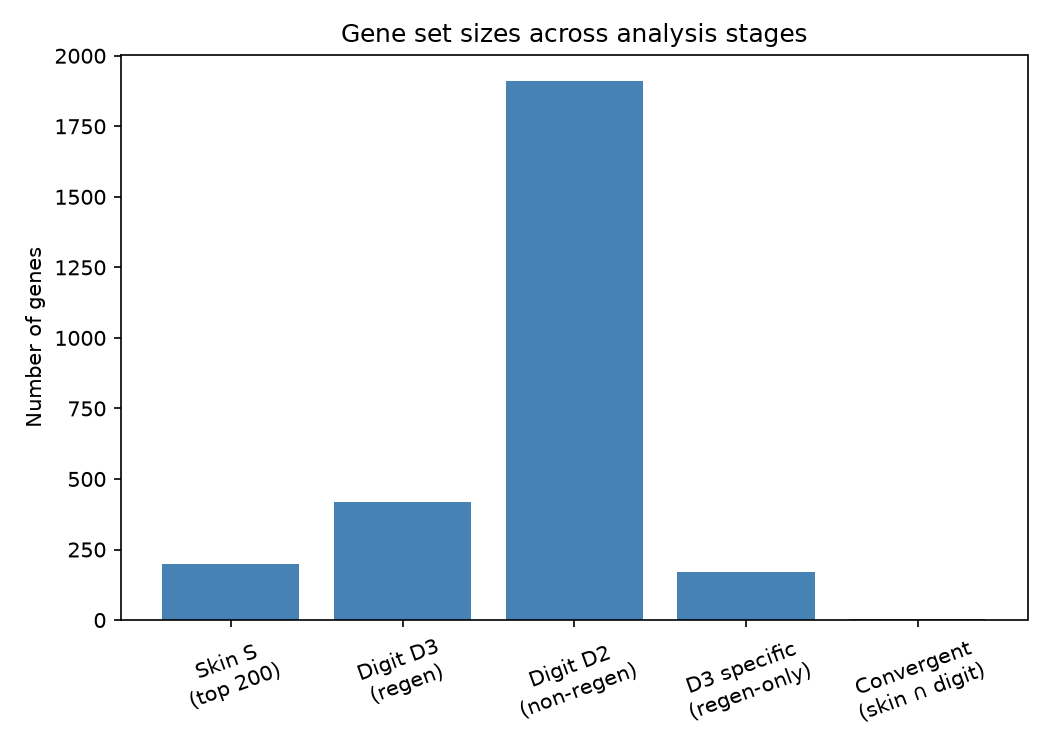 Gene set sizes across analysis stages
Number of genes
2000
1750
1500
1250
1000
750
500
250
0
Skin S
(top 200)
Digit D3
(regen)
Digit D2
(non-regen)
D3 specific
(regen-only)
Convergent
(skin ∩ digit)